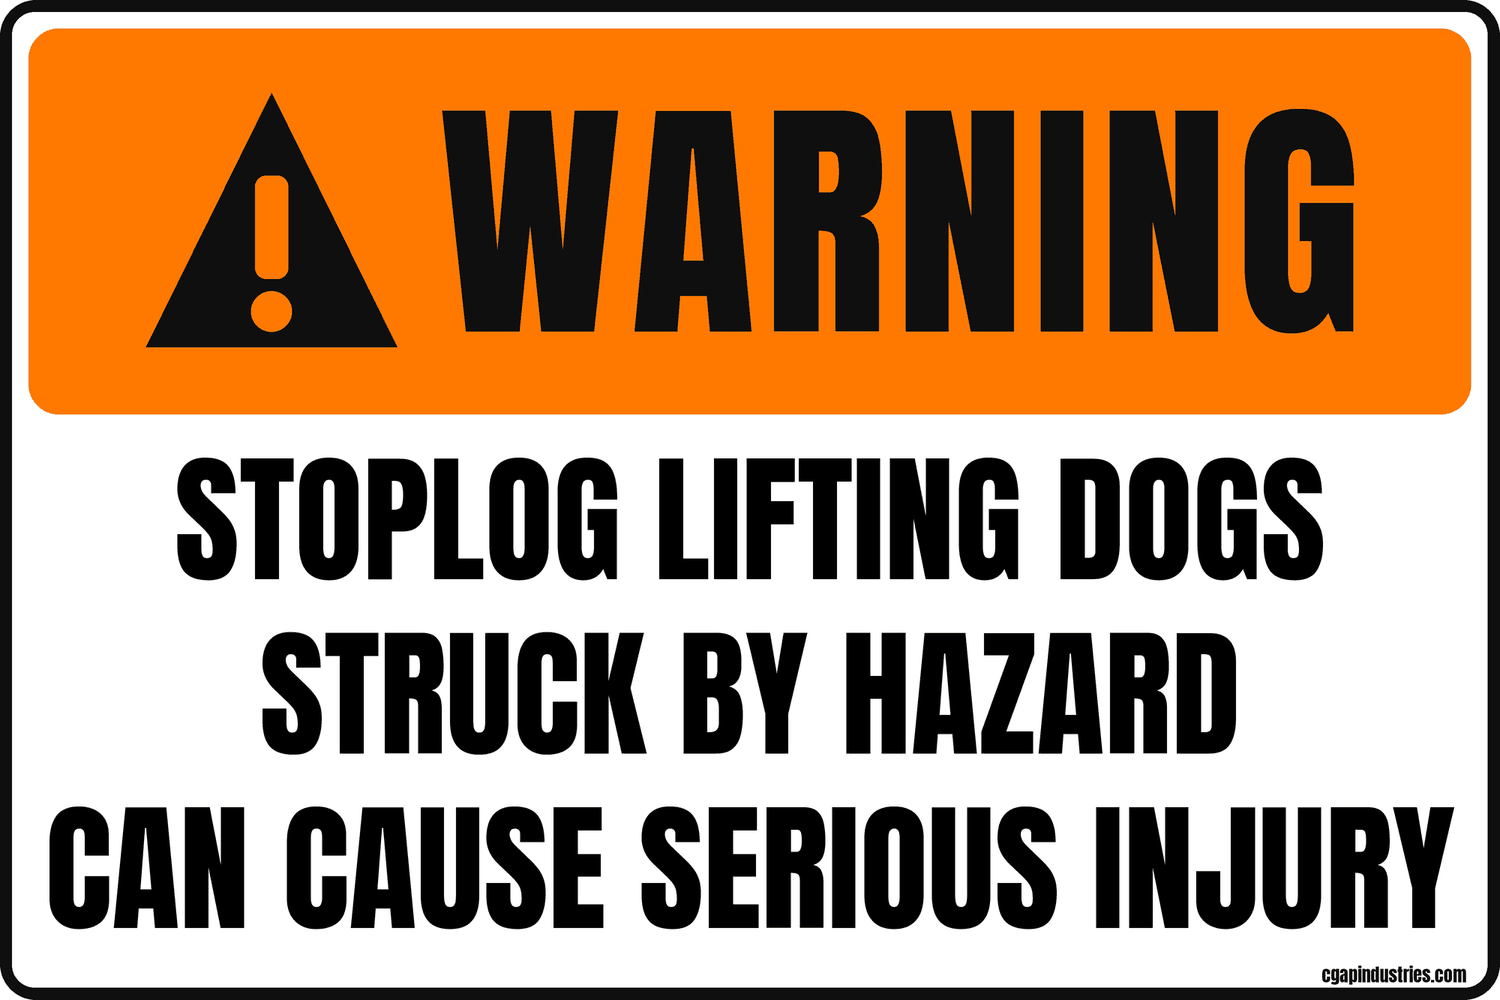 WARNING
STOPLOG LIFTING DOGS
STRUCK BY HAZARD
CAN CAUSE SERIOUS INJURY
cgapindustries.com